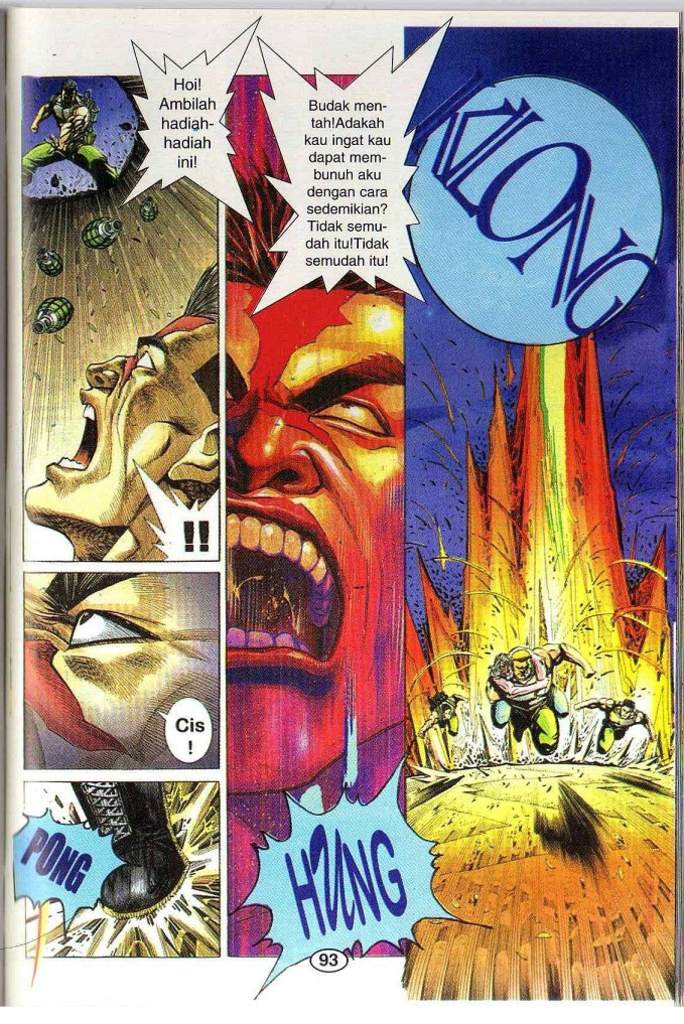 Hoi!
Ambilah
hadiah-
hadiah
ini!
!!
Cis
!
PONG
Budak men-
tah!Adakah
kau ingat kau
dapat mem-
bunuh aku
dengan cara
sedemikian?
Tidak semu-
dah itu!Tidak
semudah itu!
HUNG
KLONG
93